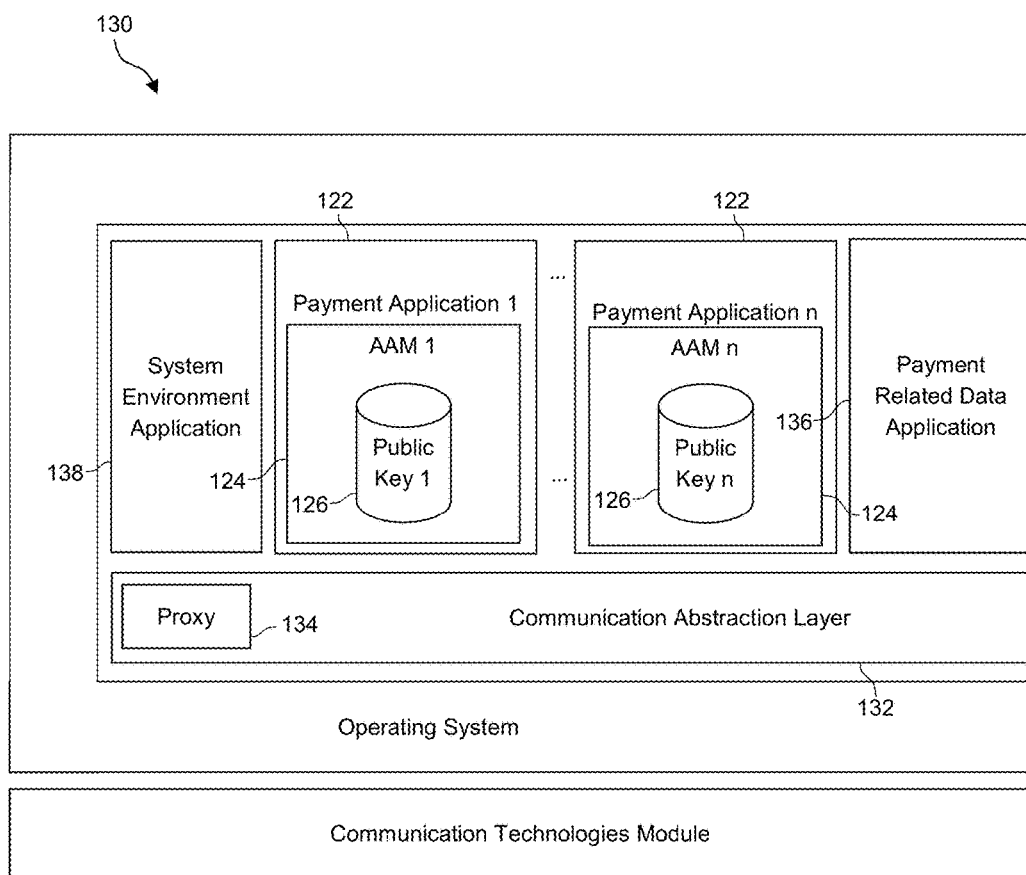 130
122
122
...
Payment Application 1
Payment Application n
AAM 1
AAM n
System
Environment
Application
Payment
Related Data
Application
Public
Key 1
Public
Key n
136
138
124
126
...
126
124
Proxy
134
Communication Abstraction Layer
132
Operating System
Communication Technologies Module